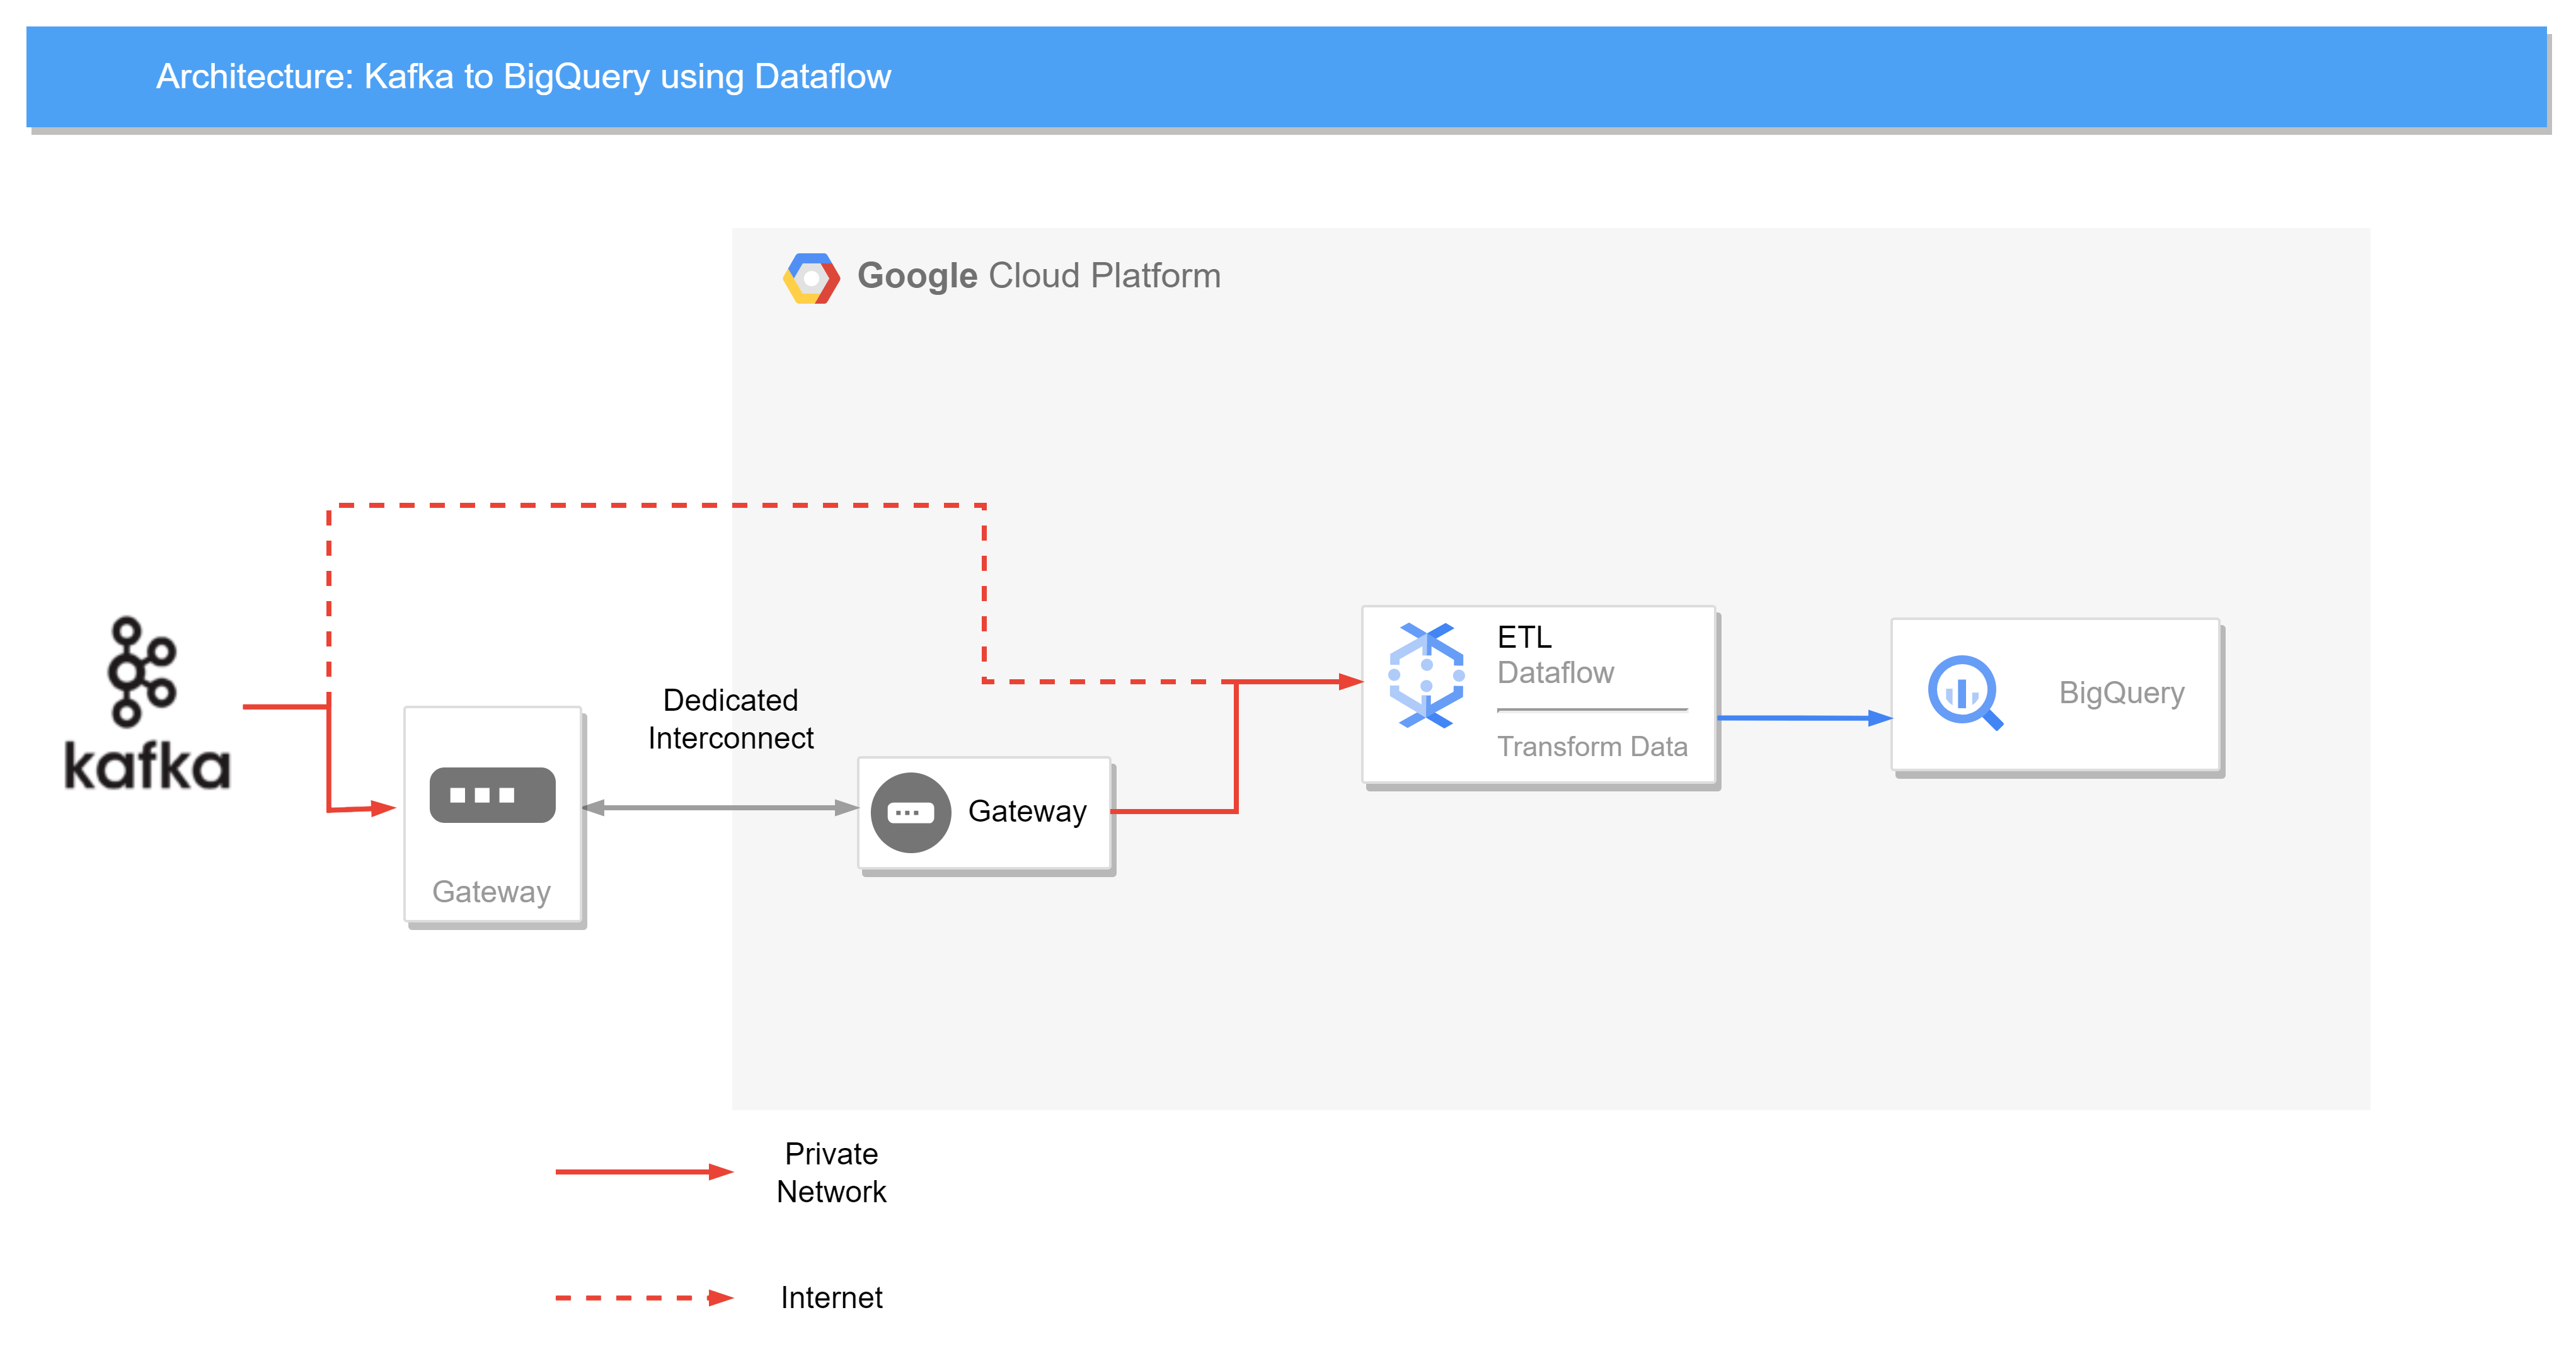 Architecture: Kafka to BigQuery using Dataflow
Google Cloud Platform
kafka
Gateway
Dedicated
Interconnect
Gateway
ETL
Dataflow
Transform Data
BigQuery
Private
Network
Internet